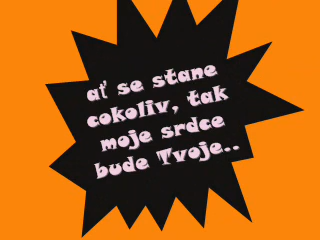 ať se stane
cokoliv, tak
moje srdce
bude Tvoje..